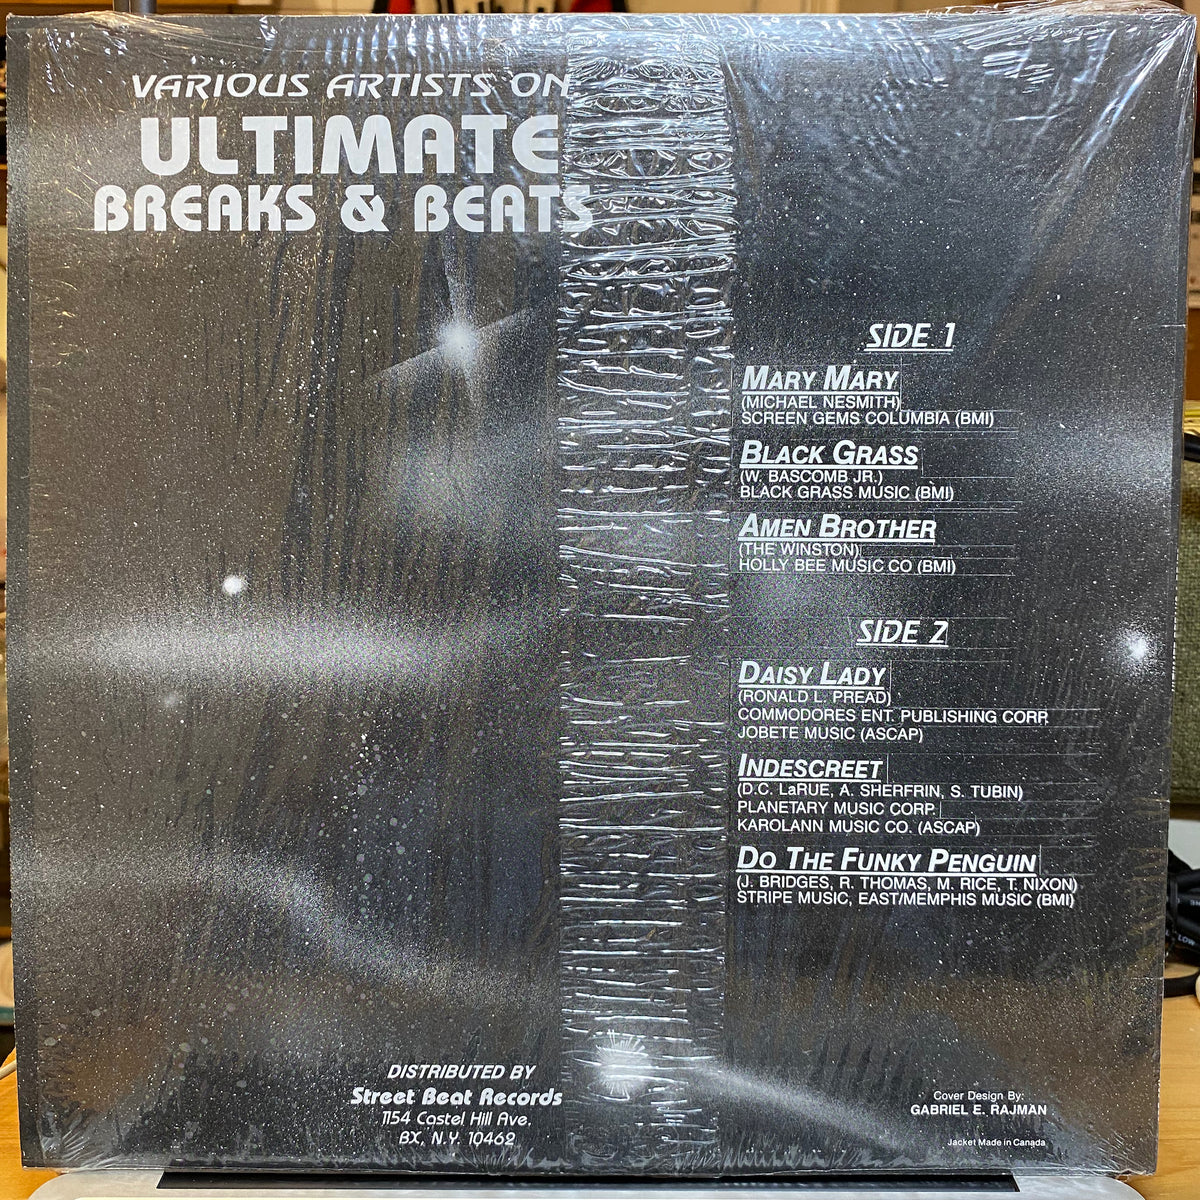 VARIOUS ARTISTS ON
ULTIMATE
BREAKS & BEATS
SIDE 1
MARY MARY
(MICHAEL NESMITH)
SCREEN GEMS COLUMBIA (BMI)
BLACK GRASS
(W. BASCOMB JR.)
BLACK GRASS MUSIC (BMI)
AMEN BROTHER
(THE WINSTON)
HOLLY BEE MUSIC CO (BMI)
SIDE 2
DAISY LADY
(RONALD L. PREAD)
COMMODORES ENT. PUBLISHING CORP.
JOBETE MUSIC (ASCAP)
INDESCREET
(D.C. LaRUE, A. SHERFRIN, S. TUBIN)
PLANETARY MUSIC CORP.
KAROLANN MUSIC CO. (ASCAP)
DO THE FUNKY PENGUIN
(J. BRIDGES, R. THOMAS, M. RICE, T. NIXON)
STRIPE MUSIC, EAST/MEMPHIS MUSIC (BMI)
DISTRIBUTED BY
Street Beat Records
1154 Castel Hill Ave.
BX, N.Y. 10462
Cover Design By:
GABRIEL E. RAJMAN
Jacket Made in Canada